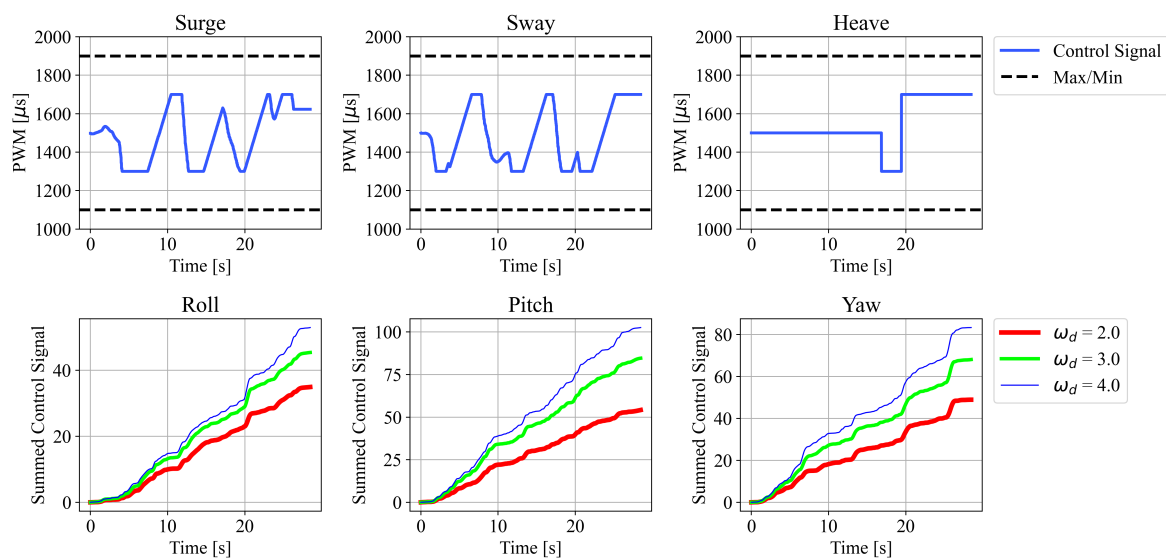 Surge
2000
1800
1600
1400
1200
1000
PWM [μs]
0 10 20
Time [s]
Sway
2000
1800
1600
1400
1200
1000
PWM [μs]
0 10 20
Time [s]
Heave
2000
1800
1600
1400
1200
1000
PWM [μs]
0 10 20
Time [s]
Control Signal
Max/Min
Roll
40
20
0
Summed Control Signal
0 10 20
Time [s]
Pitch
100
75
50
25
0
Summed Control Signal
0 10 20
Time [s]
Yaw
80
60
40
20
0
Summed Control Signal
0 10 20
Time [s]
ω_d = 2.0
ω_d = 3.0
ω_d = 4.0